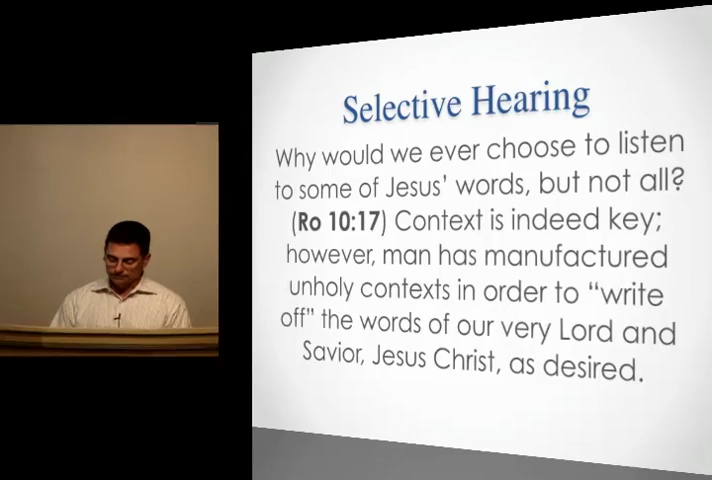 Selective Hearing
Why would we ever choose to listen
to some of Jesus’ words, but not all?
(Ro 10:17) Context is indeed key;
however, man has manufactured
unholy contexts in order to “write
off” the words of our very Lord and
Savior, Jesus Christ, as desired.